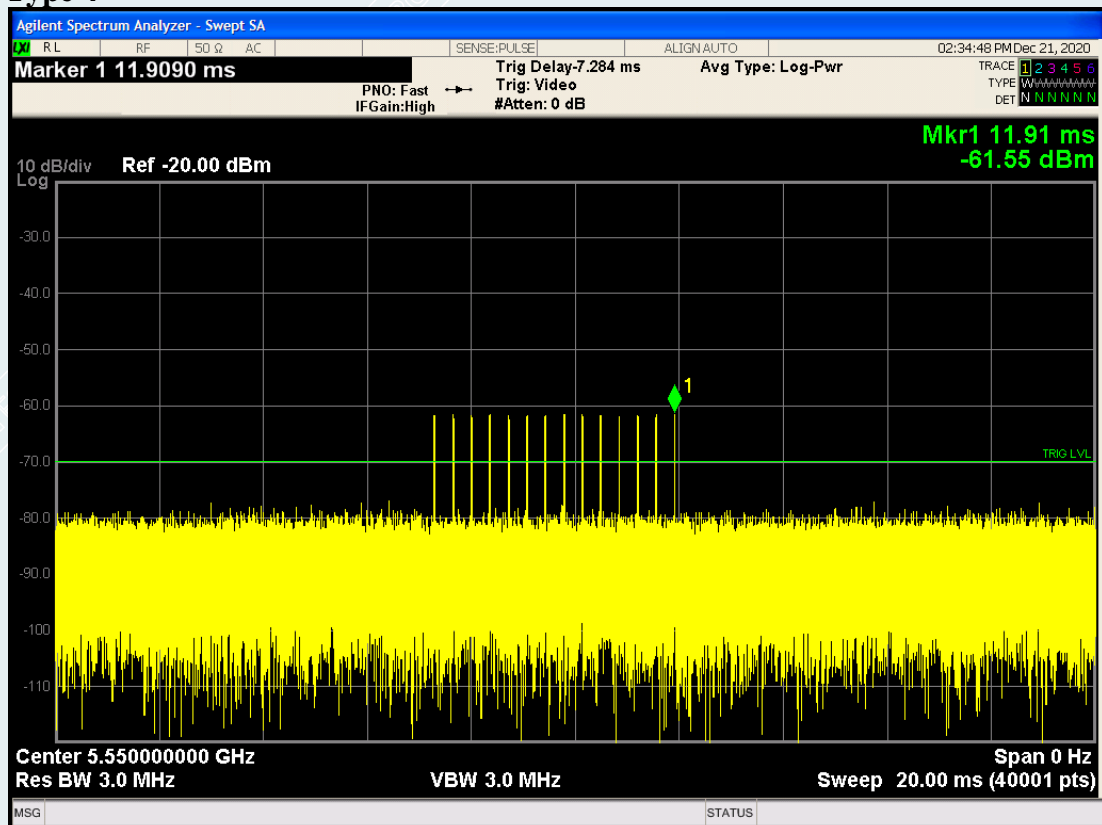 Agilent Spectrum Analyzer - Swept SA
LXI RL RF 50 Ω AC SENSE:PULSE ALIGNAUTO 02:34:48 PM Dec 21, 2020
Marker 1 11.9090 ms
PNO: Fast
IFGain:High
Trig Delay-7.284 ms
Trig: Video
#Atten: 0 dB
Avg Type: Log-Pwr
TRACE 1 2 3 4 5 6
TYPE WWWWWW
DET N N N N N N
Mkr1 11.91 ms
-61.55 dBm
10 dB/div Ref -20.00 dBm
Log
-30.0
-40.0
-50.0
1
-60.0
-70.0
TRIG LVL
-80.0
-90.0
-100
-110
Center 5.550000000 GHz Span 0 Hz
Res BW 3.0 MHz VBW 3.0 MHz Sweep 20.00 ms (40001 pts)
MSG STATUS